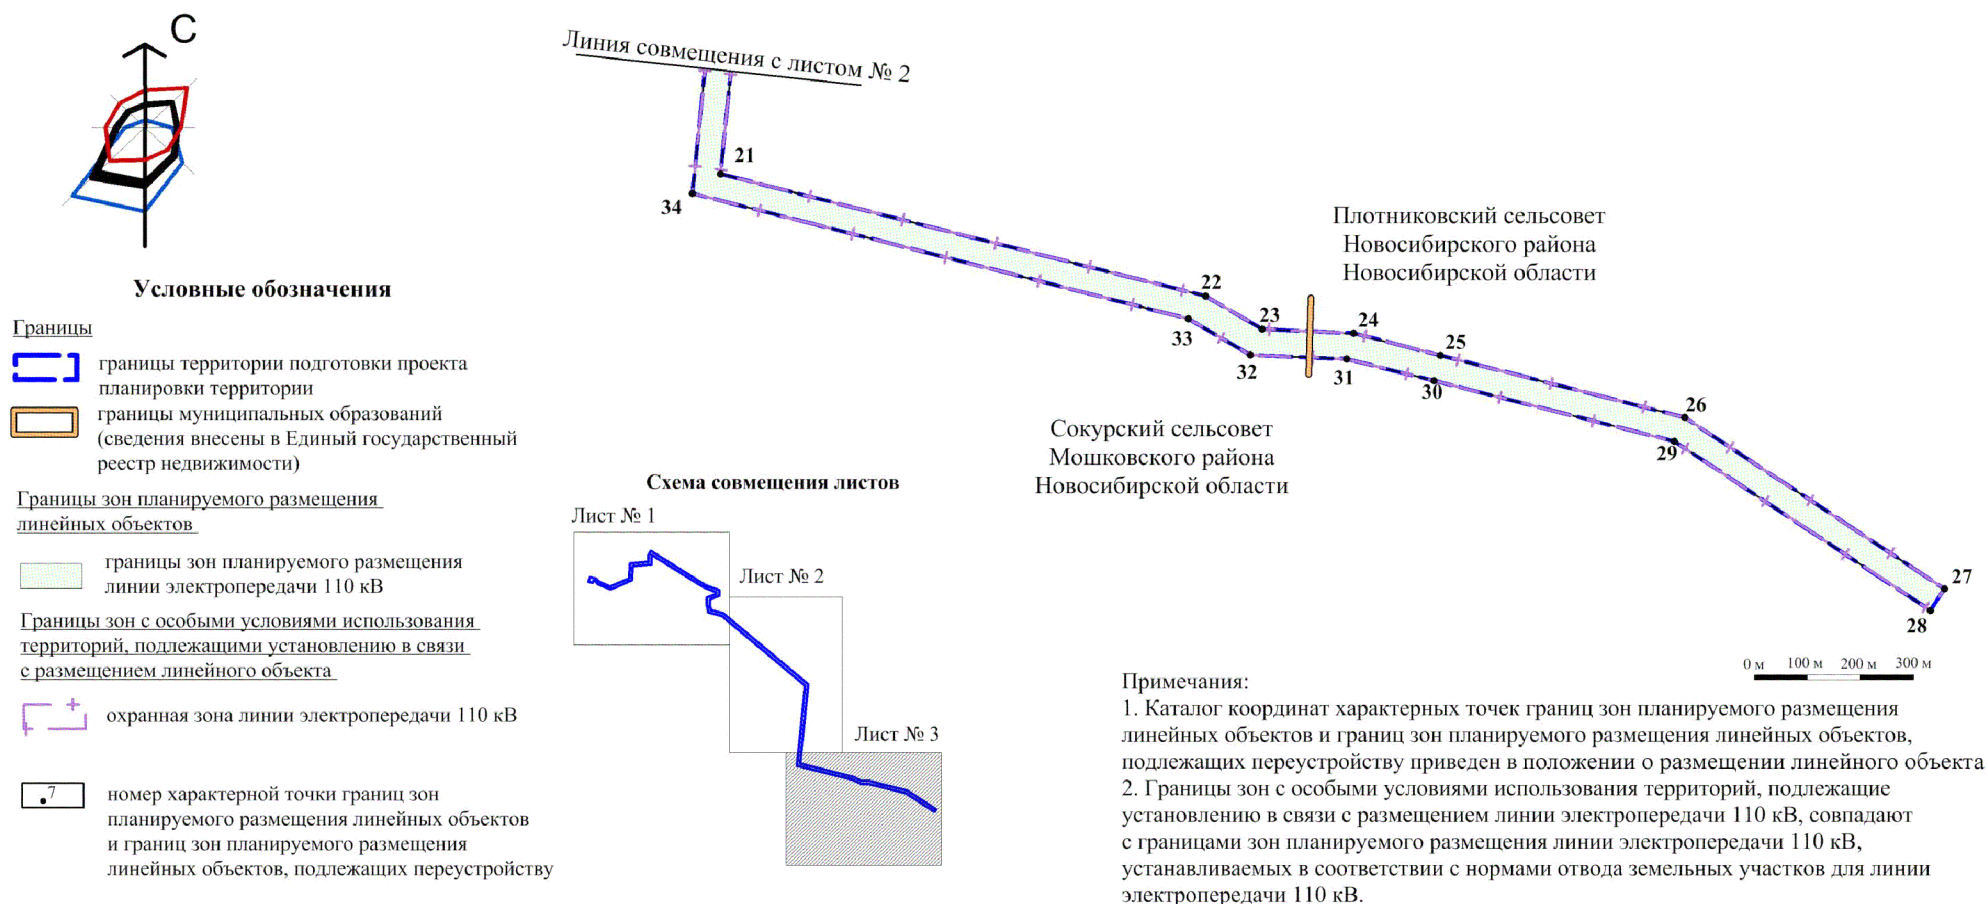 С
Линия совмещения с листом № 2
21
34
Плотниковский сельсовет
Новосибирского района
Новосибирской области
22
23
24
25
33
32
31
30
26
29
27
28
Сокурский сельсовет
Мошковского района
Новосибирской области
Условные обозначения
Границы
границы территории подготовки проекта
планировки территории
границы муниципальных образований
(сведения внесены в Единый государственный
реестр недвижимости)
Границы зон планируемого размещения
линейных объектов
границы зон планируемого размещения
линии электропередачи 110 кВ
Границы зон с особыми условиями использования
территорий, подлежащими установлению в связи
с размещением линейного объекта
охранная зона линии электропередачи 110 кВ
7
номер характерной точки границ зон
планируемого размещения линейных объектов
и границ зон планируемого размещения
линейных объектов, подлежащих переустройству
Схема совмещения листов
Лист № 1
Лист № 2
Лист № 3
0 м 100 м 200 м 300 м
Примечания:
1. Каталог координат характерных точек границ зон планируемого размещения
линейных объектов и границ зон планируемого размещения линейных объектов,
подлежащих переустройству приведен в положении о размещении линейного объекта
2. Границы зон с особыми условиями использования территорий, подлежащие
установлению в связи с размещением линии электропередачи 110 кВ, совпадают
с границами зон планируемого размещения линии электропередачи 110 кВ,
устанавливаемых в соответствии с нормами отвода земельных участков для линии
электропередачи 110 кВ.